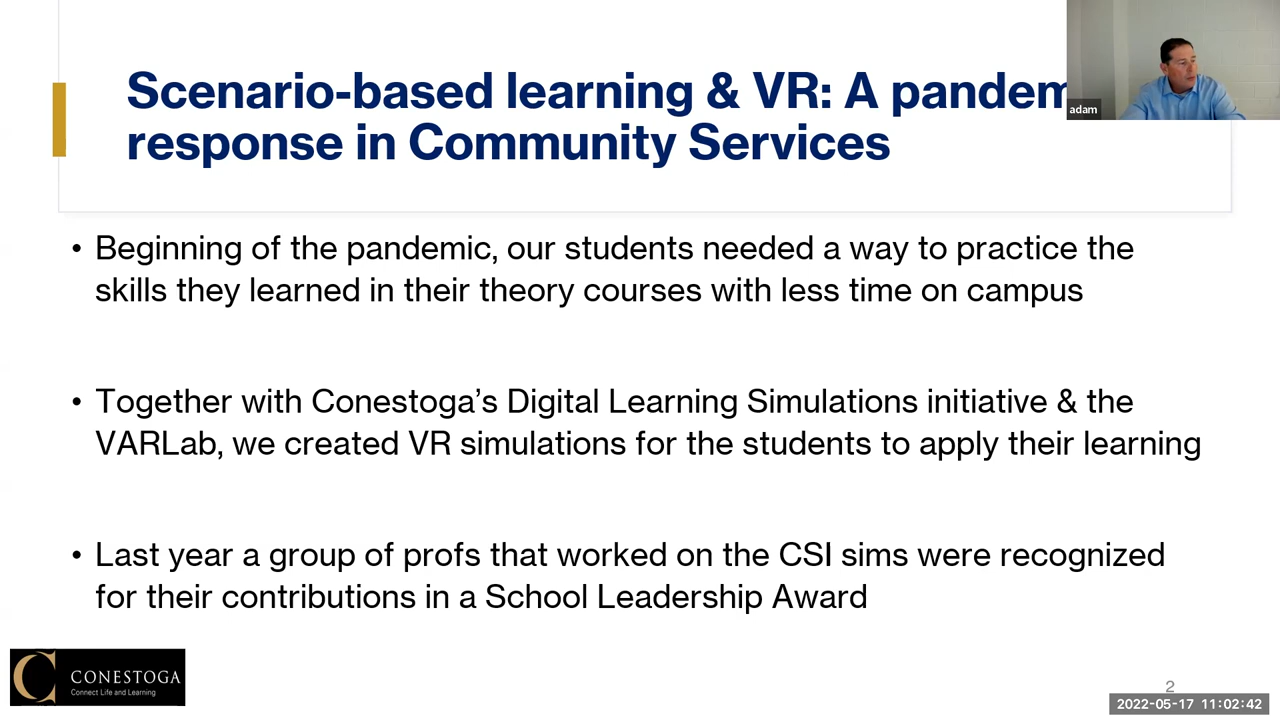 Scenario-based learning & VR: A pandem
response in Community Services
adam
• Beginning of the pandemic, our students needed a way to practice the
skills they learned in their theory courses with less time on campus
• Together with Conestoga’s Digital Learning Simulations initiative & the
VARLab, we created VR simulations for the students to apply their learning
• Last year a group of profs that worked on the CSI sims were recognized
for their contributions in a School Leadership Award
CONESTOGA
Connect Life and Learning
2
2022-05-17 11:02:42